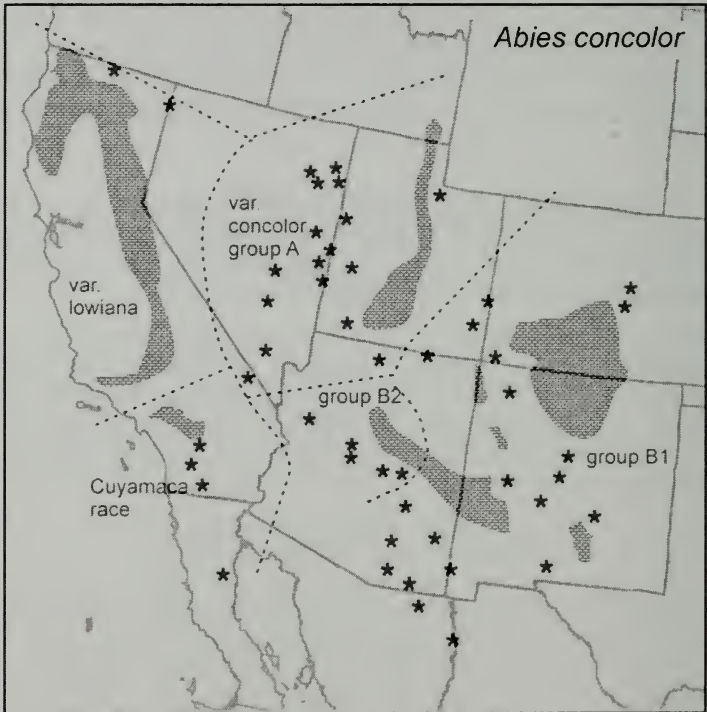 Abies concolor
var.
concolor
group A
var.
lowiana
group B2
group B1
Cuyamaca
race